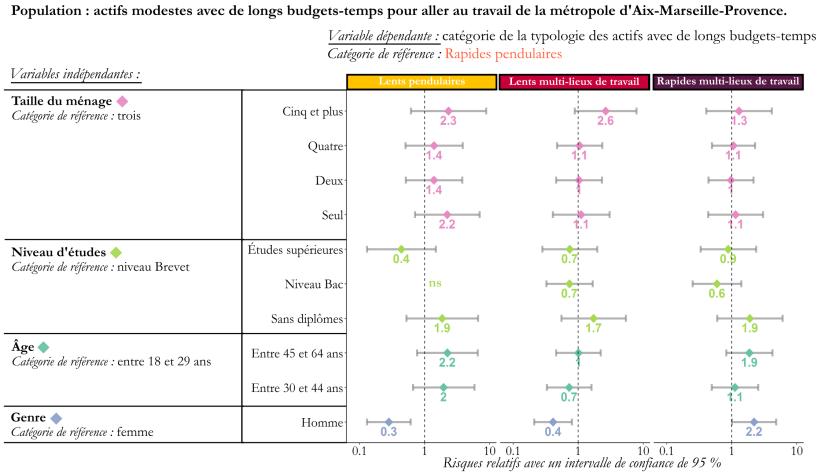 Population : actifs modestes avec de longs budgets-temps pour aller au travail de la métropole d'Aix-Marseille-Provence.
Variable dépendante : catégorie de la typologie des actifs avec de longs budgets-temps
Catégorie de référence : Rapides pendulaires
Variables indépendantes :
Lents pendulaires Lents multi-lieux de travail Rapides multi-lieux de travail
Taille du ménage
Catégorie de référence : trois
Cinq et plus 2.3 2.6 1.3
Quatre 1.4 1.1 1.1
Deux 1.4 1 1
Seul 2.2 1.1 1.1
Niveau d'études
Catégorie de référence : niveau Brevet
Études supérieures 0.4 0.7 0.9
Niveau Bac ns 0.7 0.6
Sans diplômes 1.9 1.7 1.9
Âge
Catégorie de référence : entre 18 et 29 ans
Entre 45 et 64 ans 2.2 1 1.9
Entre 30 et 44 ans 2 0.7 1.1
Genre
Catégorie de référence : femme
Homme 0.3 0.4 2.2
0.1 1 10 0.1 1 10 0.1 1 10
Risques relatifs avec un intervalle de confiance de 95 %